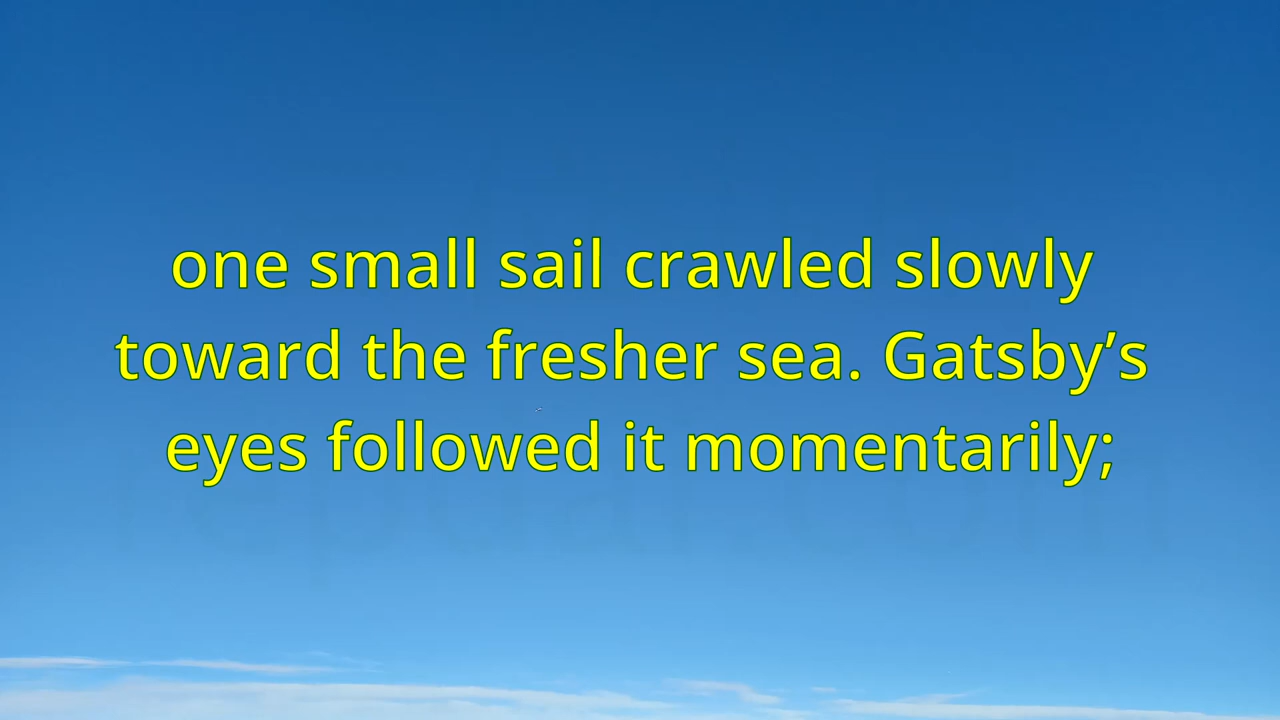 one small sail crawled slowly
toward the fresher sea. Gatsby’s
eyes followed it momentarily;